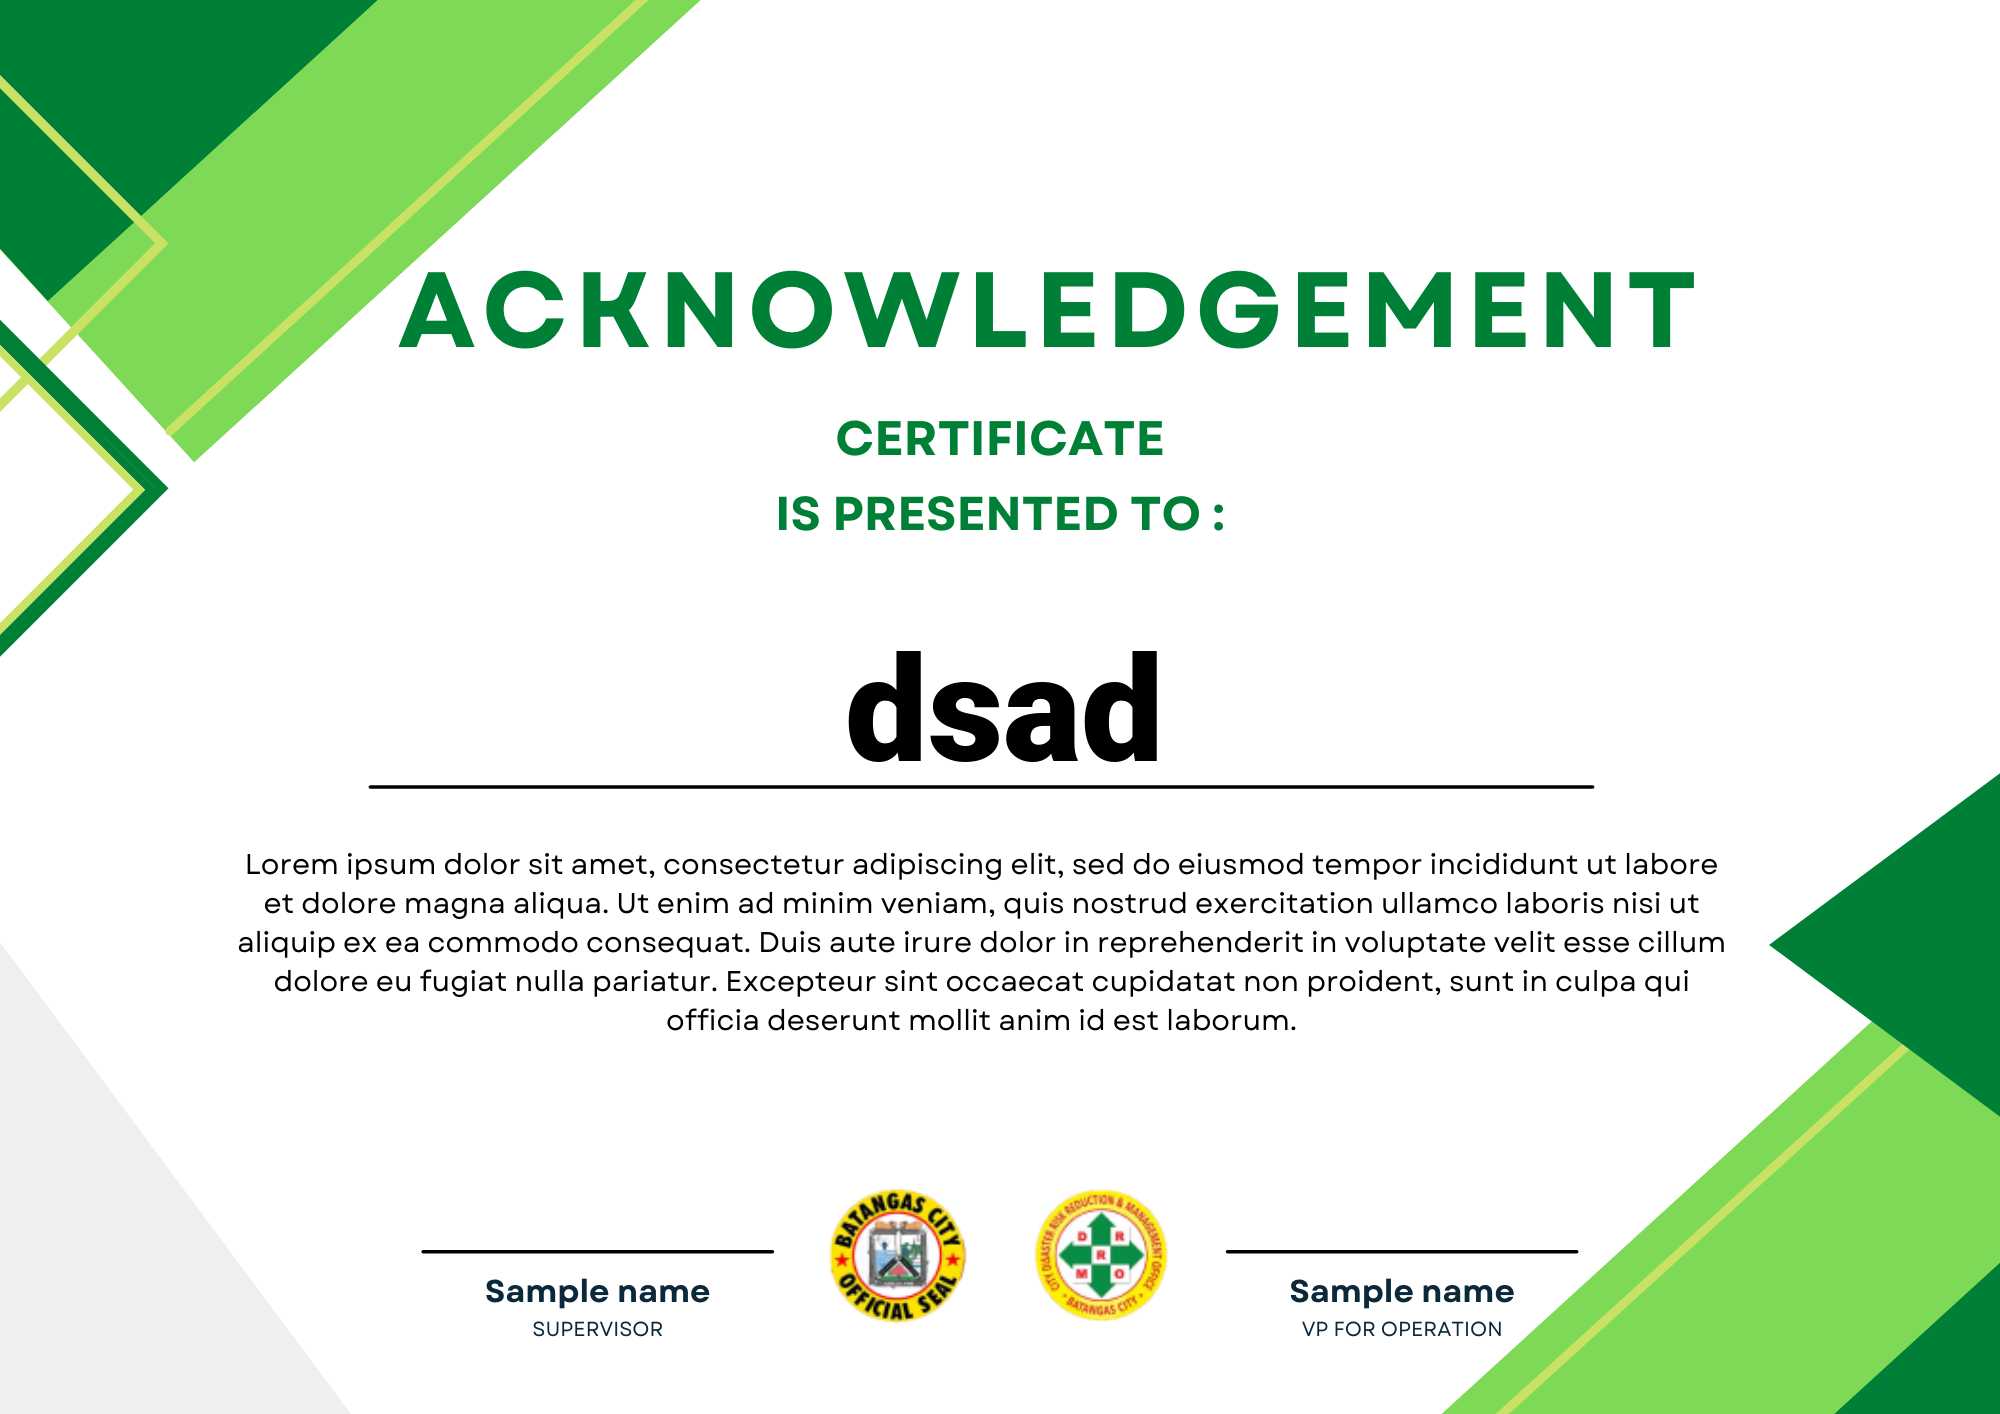 ACKNOWLEDGEMENT
CERTIFICATE
IS PRESENTED TO :
dsad
Lorem ipsum dolor sit amet, consectetur adipiscing elit, sed do eiusmod tempor incididunt ut labore
et dolore magna aliqua. Ut enim ad minim veniam, quis nostrud exercitation ullamco laboris nisi ut
aliquip ex ea commodo consequat. Duis aute irure dolor in reprehenderit in voluptate velit esse cillum
dolore eu fugiat nulla pariatur. Excepteur sint occaecat cupidatat non proident, sunt in culpa qui
officia deserunt mollit anim id est laborum.
BATANGAS CITY
OFFICIAL SEAL
CITY DISASTER RISK REDUCTION & MANAGEMENT OFFICE
D R
R
M O
BATANGAS CITY
Sample name
SUPERVISOR
Sample name
VP FOR OPERATION